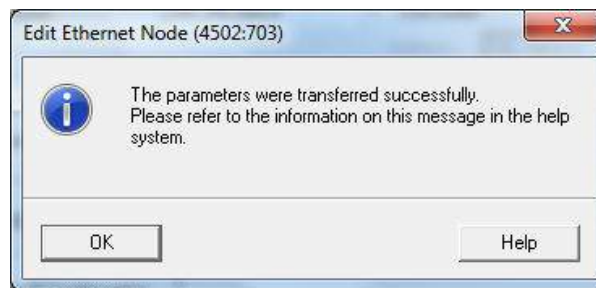 Edit Ethernet Node (4502:703)
The parameters were transferred successfully.
Please refer to the information on this message in the help
system.
OK
Help